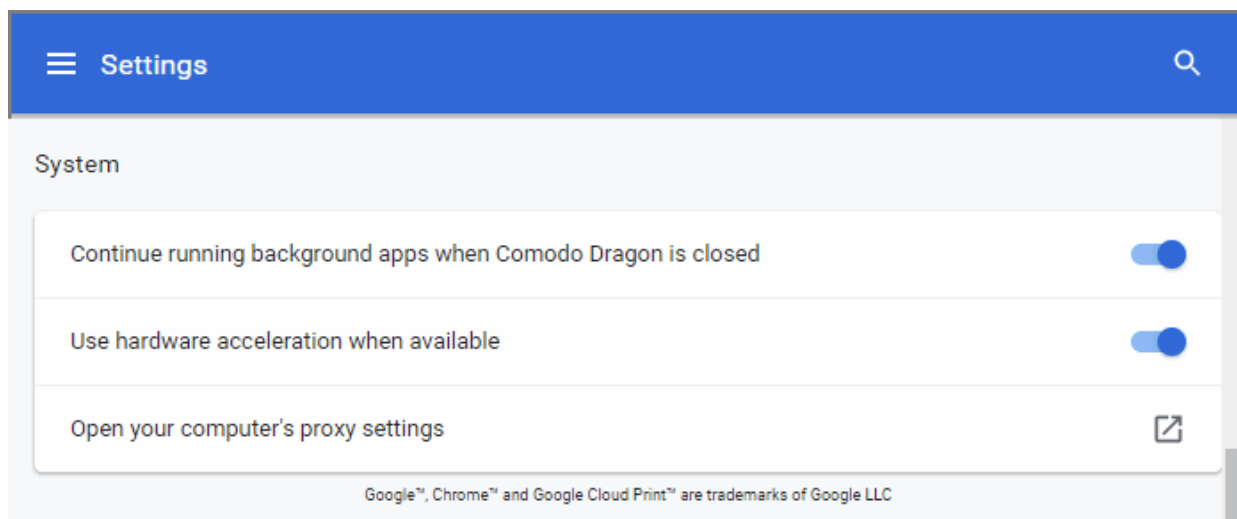 Settings
System
Continue running background apps when Comodo Dragon is closed
Use hardware acceleration when available
Open your computer's proxy settings
Google™, Chrome™ and Google Cloud Print™ are trademarks of Google LLC